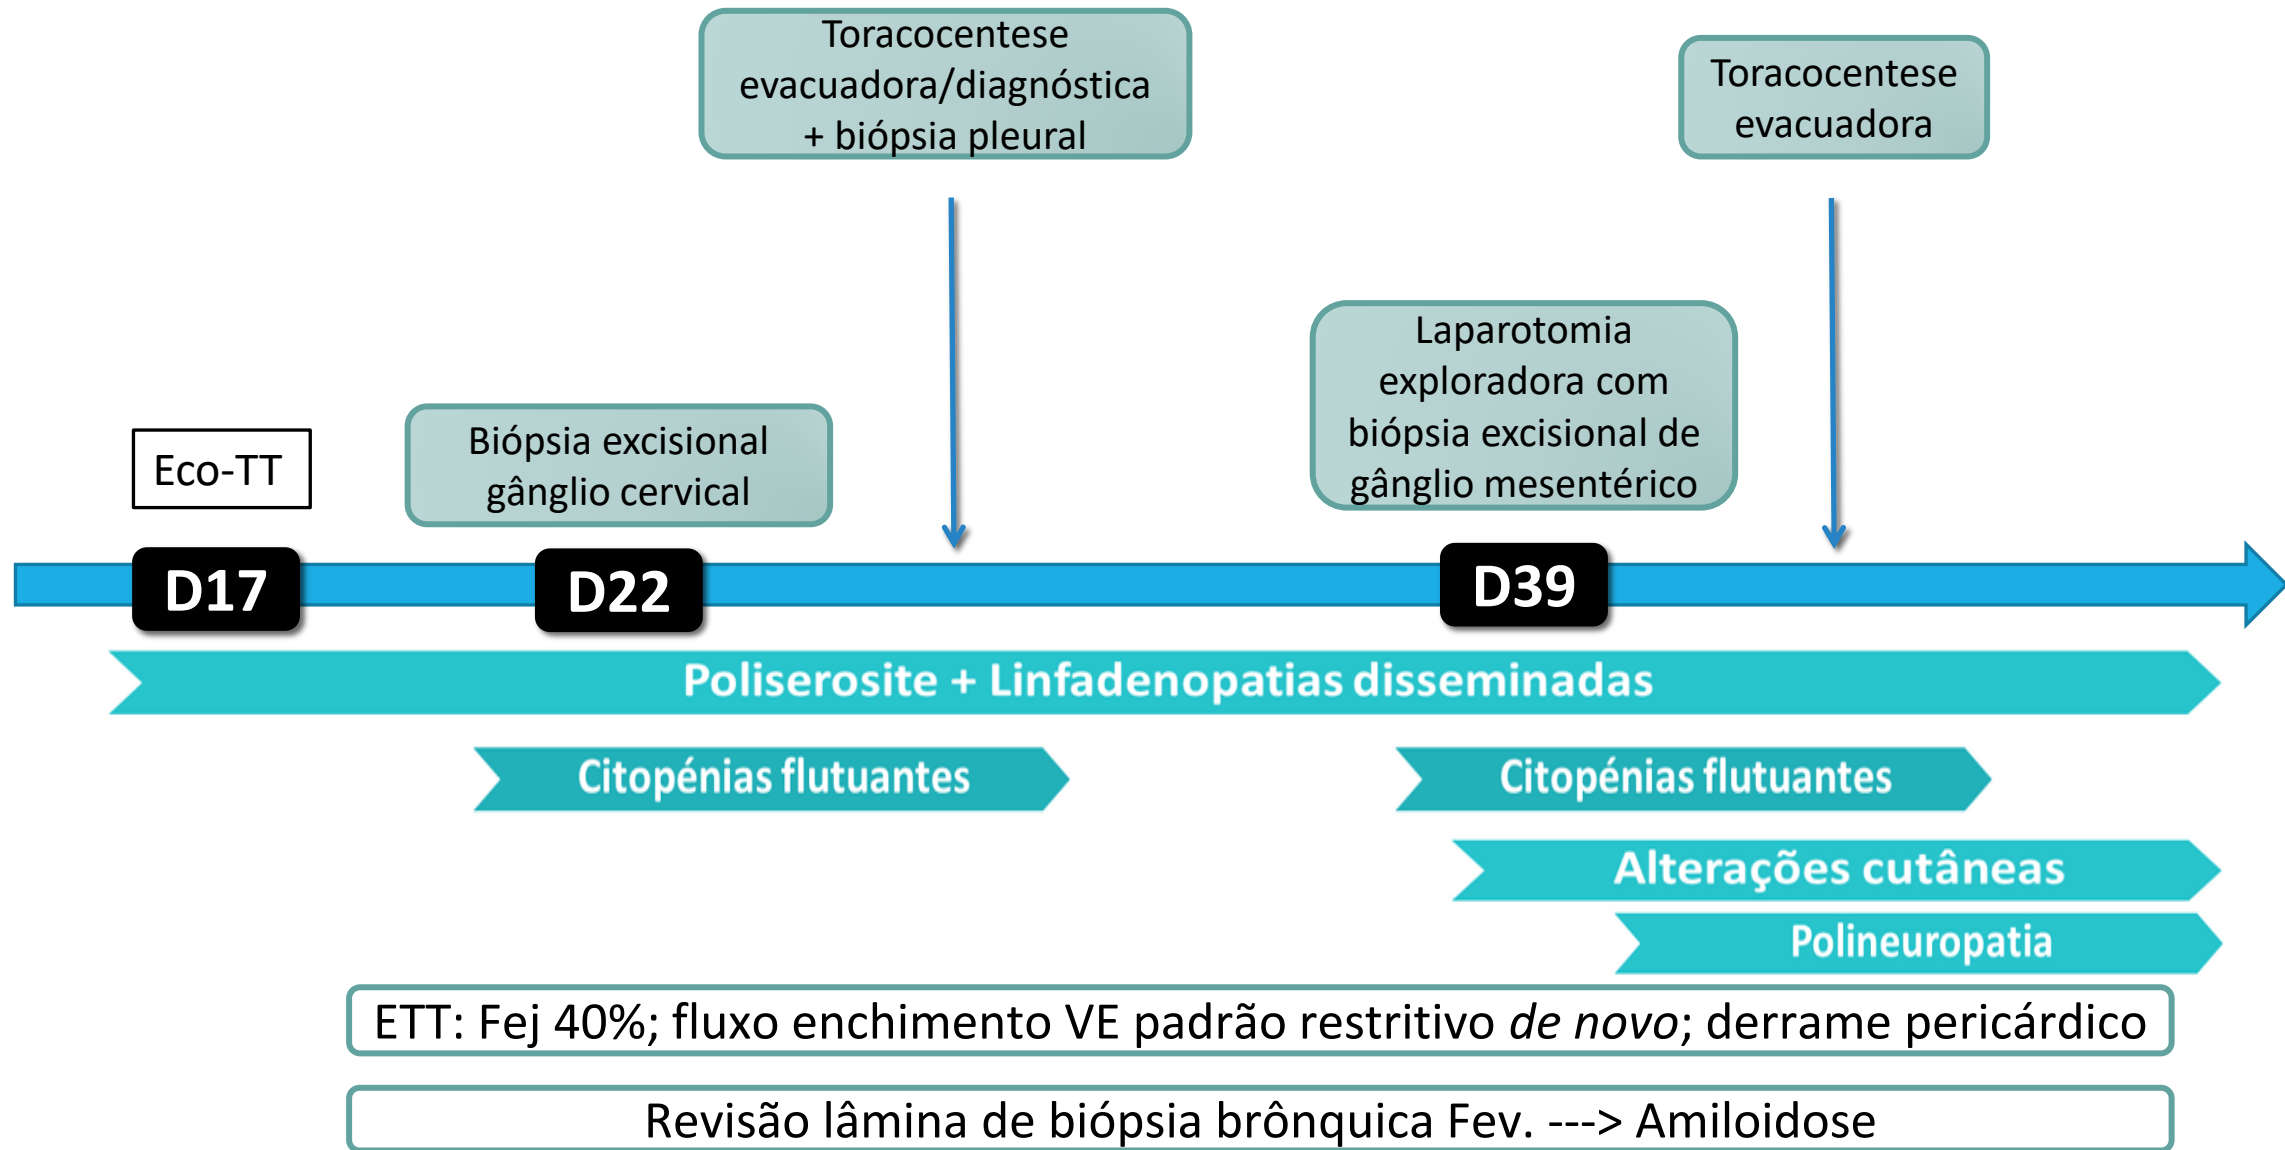 Toracocentese
evacuadora/diagnóstica
+ biópsia pleural
Toracocentese
evacuadora
Laparotomia
exploradora com
biópsia excisional de
gânglio mesentérico
Eco-TT
Biópsia excisional
gânglio cervical
D17
D22
D39
Poliserosite + Linfadenopatias disseminadas
Citopénias flutuantes
Citopénias flutuantes
Alterações cutâneas
Polineuropatia
ETT: Fej 40%; fluxo enchimento VE padrão restritivo de novo; derrame pericárdico
Revisão lâmina de biópsia brônquica Fev. ---> Amiloidose